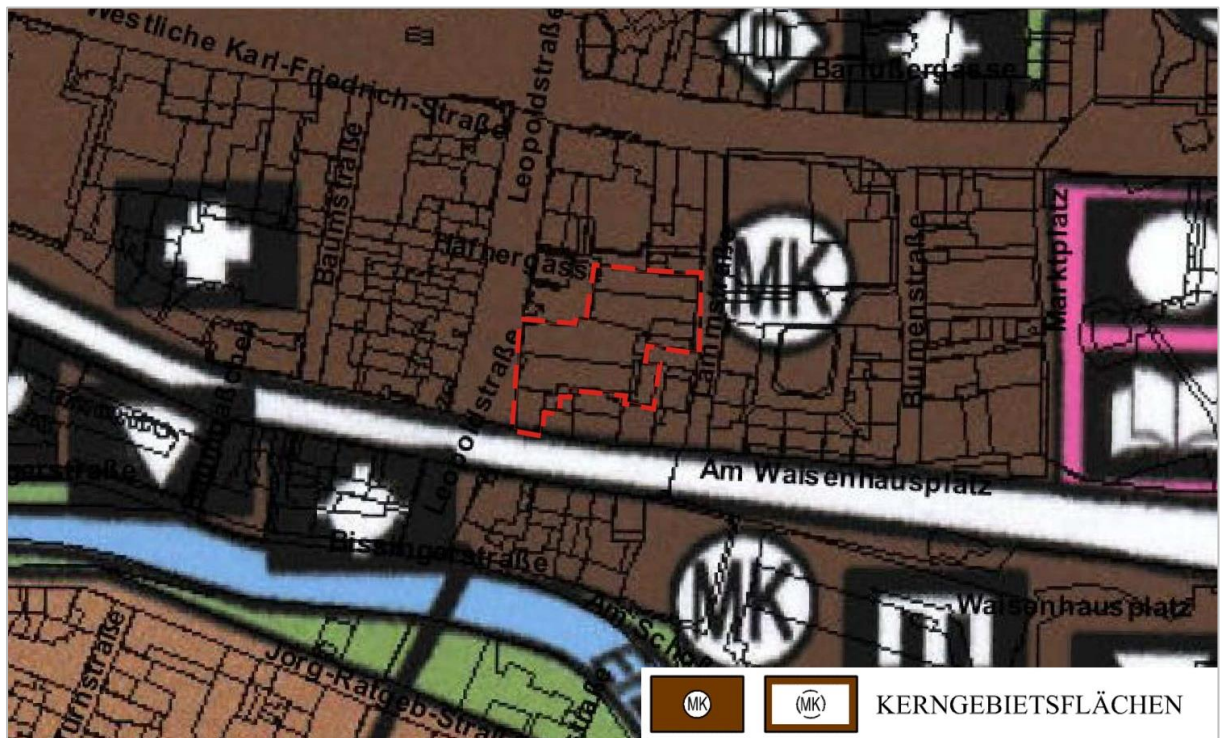 Westliche Karl-Friedrich-Straße
Leopoldstraße
Barfüßergasse
Baumstraße
MK
Blumenstraße
Marktplatz
Leopoldstraße
Am Waisenhausplatz
Leopoldstraße
Bissingerstraße
MK
Waisenhausplatz
Jörg-Ratgeb-Straße
MK
(MK)
KERNGEBIETSFLÄCHEN